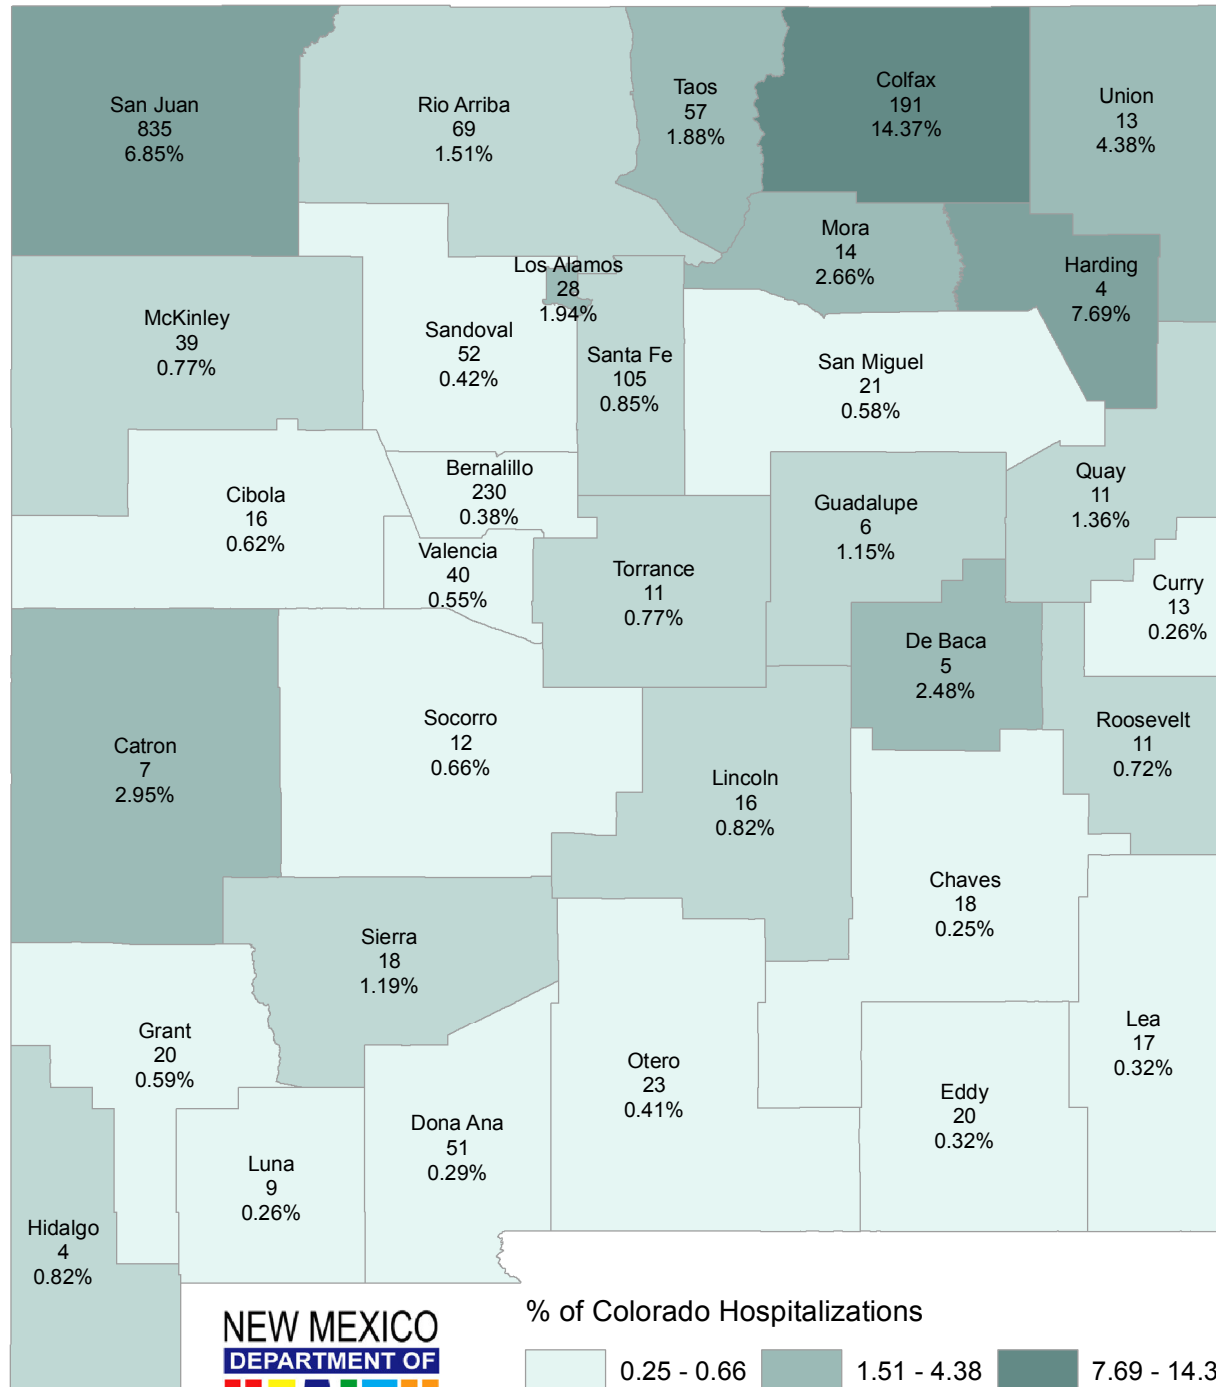 San Juan
835
6.85%
Rio Arriba
69
1.51%
Taos
57
1.88%
Colfax
191
14.37%
Union
13
4.38%
Mora
14
2.66%
Harding
4
7.69%
Los Alamos
28
1.94%
McKinley
39
0.77%
Sandoval
52
0.42%
Santa Fe
105
0.85%
San Miguel
21
0.58%
Quay
11
1.36%
Cibola
16
0.62%
Bernalillo
230
0.38%
Guadalupe
6
1.15%
Valencia
40
0.55%
Torrance
11
0.77%
Curry
13
0.26%
De Baca
5
2.48%
Roosevelt
11
0.72%
Catron
7
2.95%
Socorro
12
0.66%
Lincoln
16
0.82%
Chaves
18
0.25%
Sierra
18
1.19%
Grant
20
0.59%
Otero
23
0.41%
Lea
17
0.32%
Eddy
20
0.32%
Dona Ana
51
0.29%
Luna
9
0.26%
Hidalgo
4
0.82%
NEW MEXICO
DEPARTMENT OF
% of Colorado Hospitalizations
0.25 - 0.66
1.51 - 4.38
7.69 - 14.3